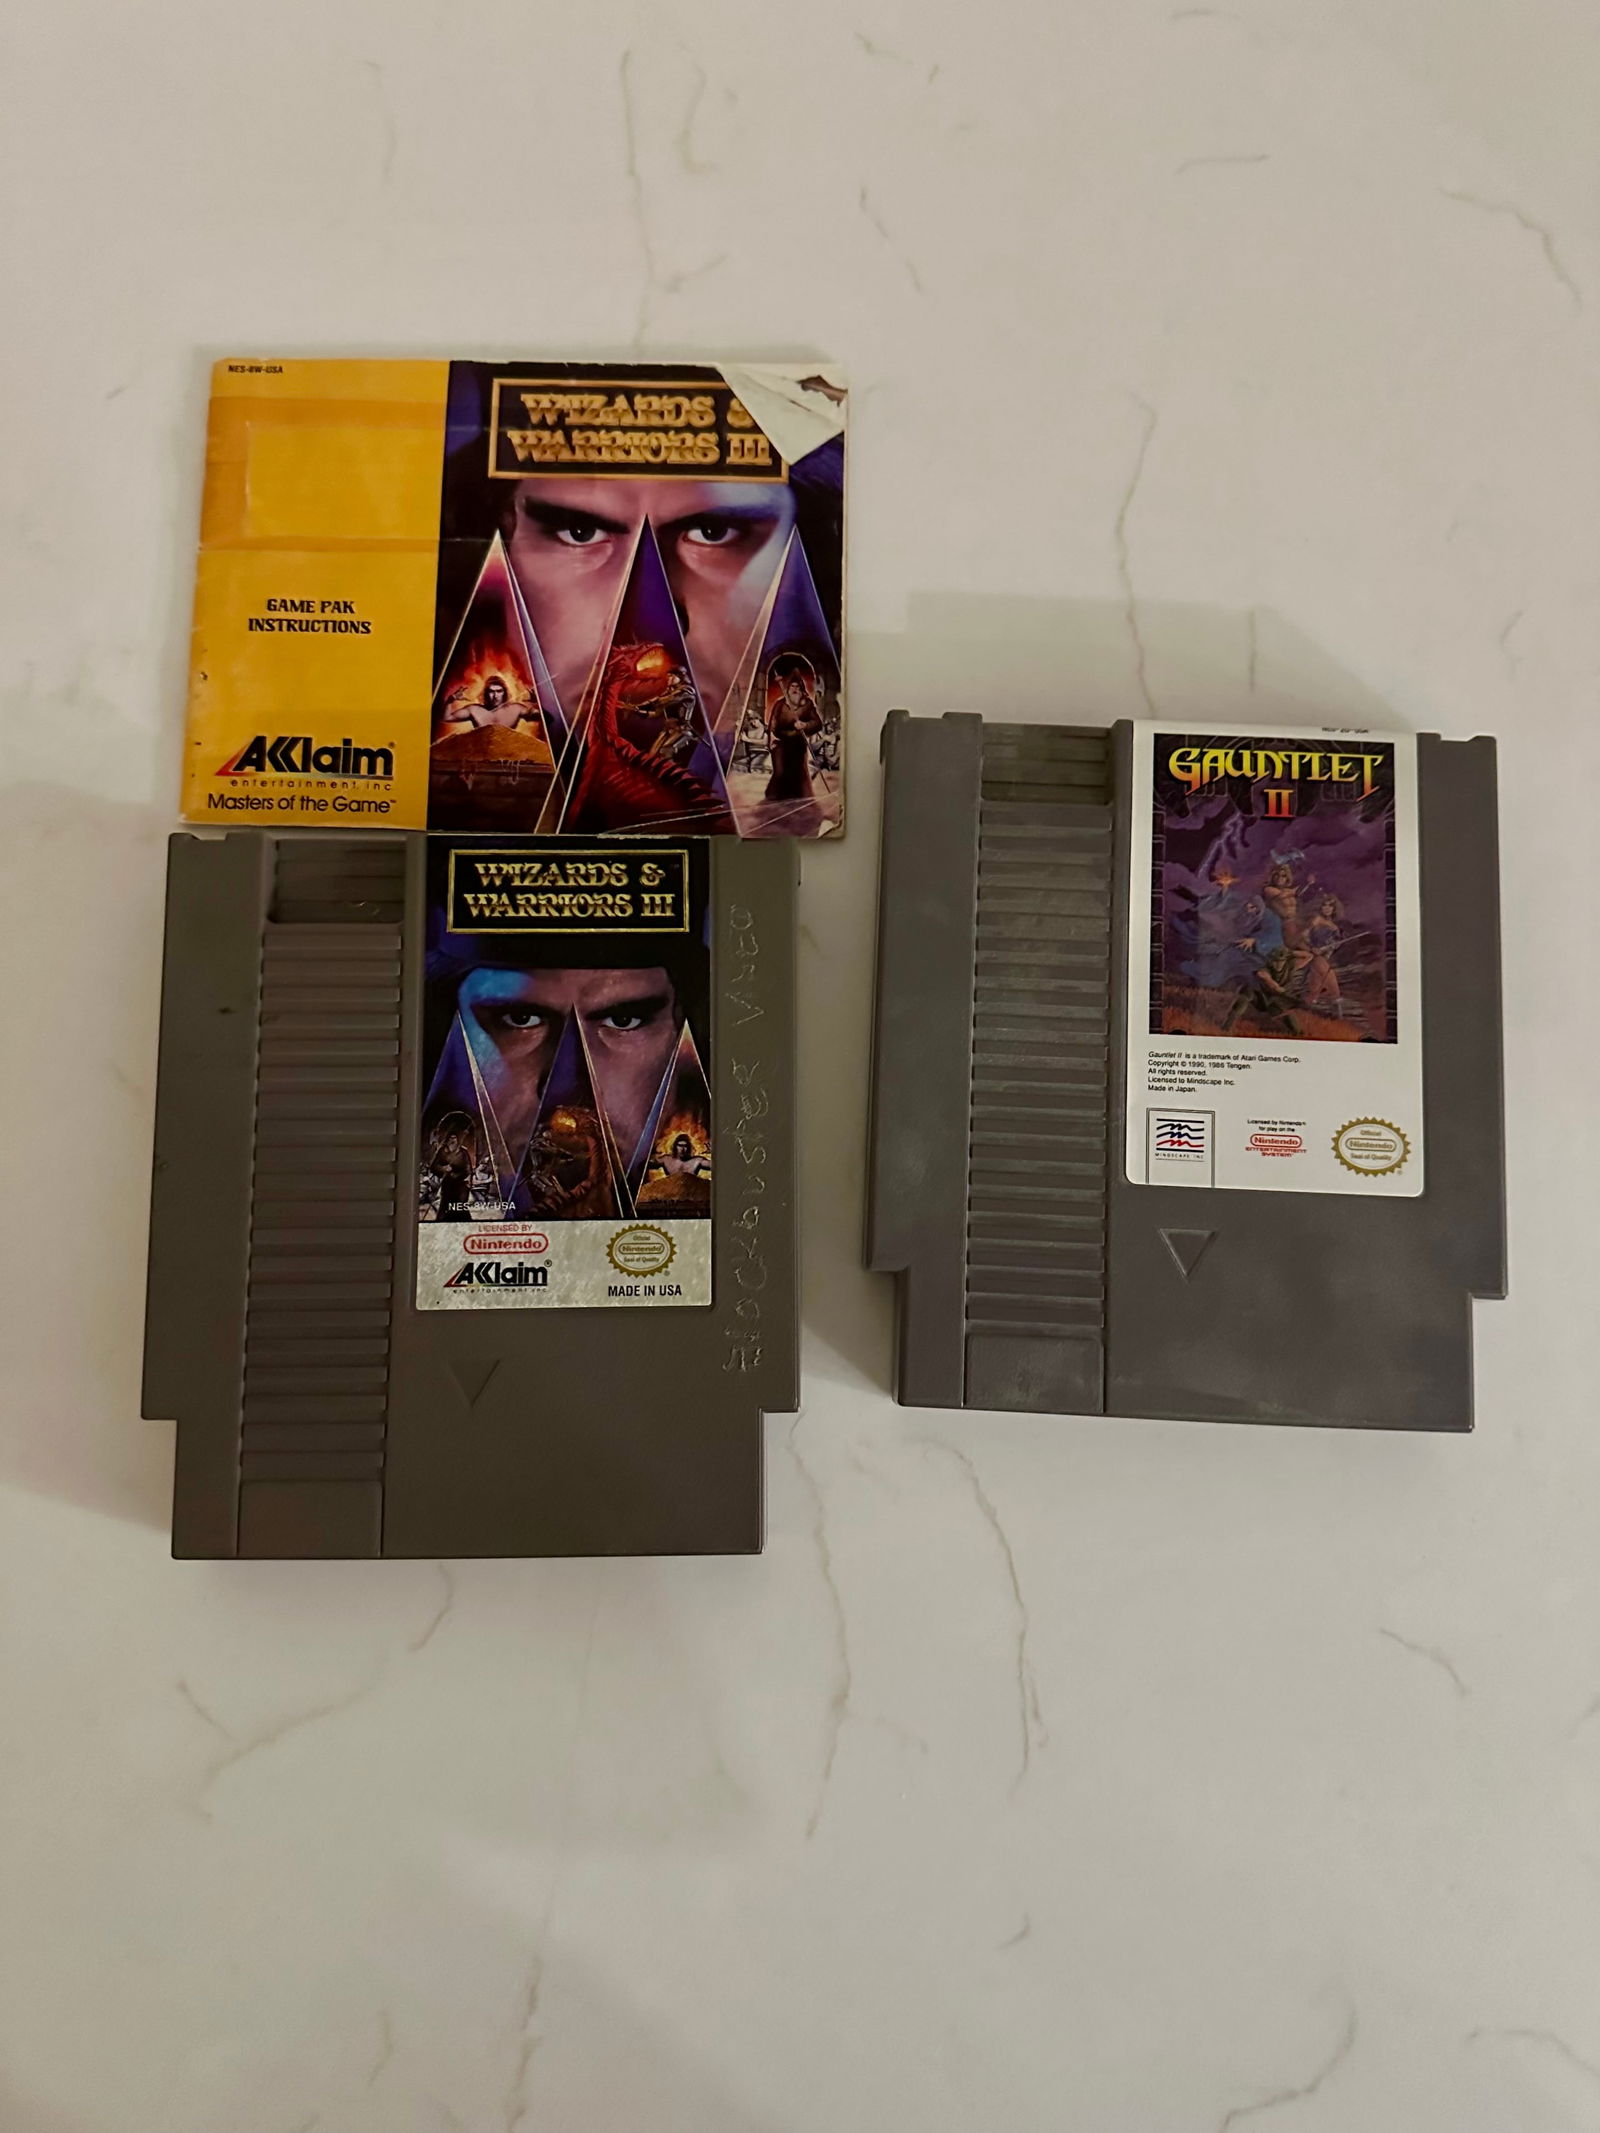 NES-8W-USA
WIZARDS &
WARRIORS III
GAME PAK
INSTRUCTIONS
AKKlaim®
entertainment, inc.
Masters of the Game™
WIZARDS &
WARRIORS III
NES-8W-USA
LICENSED BY
Nintendo
Official
Nintendo®
Seal of Quality
AKKlaim®
entertainment, inc.
MADE IN USA
Blockbuster Video
GAUNTLET
II
Gauntlet II is a trademark of Atari Games Corp.
Copyright © 1990, 1986 Tengen.
All rights reserved.
Licensed to Mindscape Inc.
Made in Japan.
MINDSCAPE INC
Licensed by Nintendo®
for play on the
Nintendo
ENTERTAINMENT
SYSTEM®
Official
Nintendo
Seal of Quality